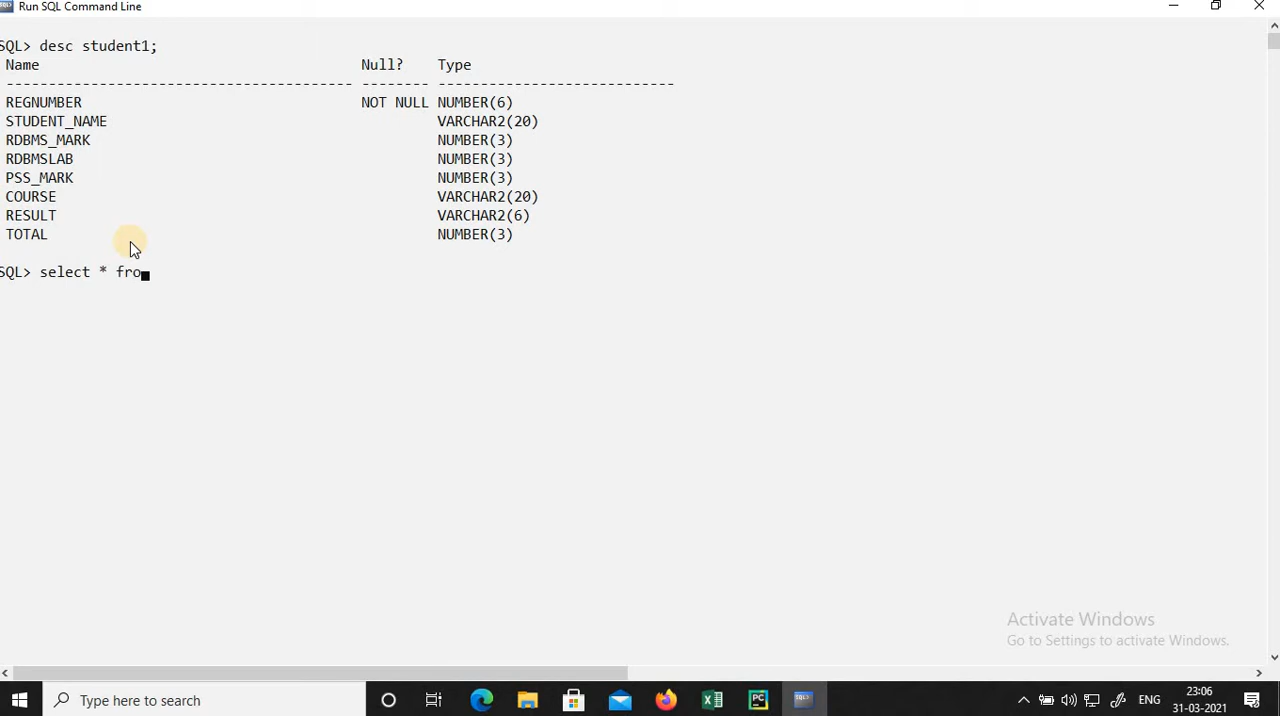 Run SQL Command Line
SQL> desc student1;
Name Null? Type
----------------------------------------- -------- ----------------------------
REGNUMBER NOT NULL NUMBER(6)
STUDENT_NAME VARCHAR2(20)
RDBMS_MARK NUMBER(3)
RDBMSLAB NUMBER(3)
PSS_MARK NUMBER(3)
COURSE VARCHAR2(20)
RESULT VARCHAR2(6)
TOTAL NUMBER(3)
SQL> select * fro
Activate Windows
Go to Settings to activate Windows.
Type here to search
ENG
23:06
31-03-2021